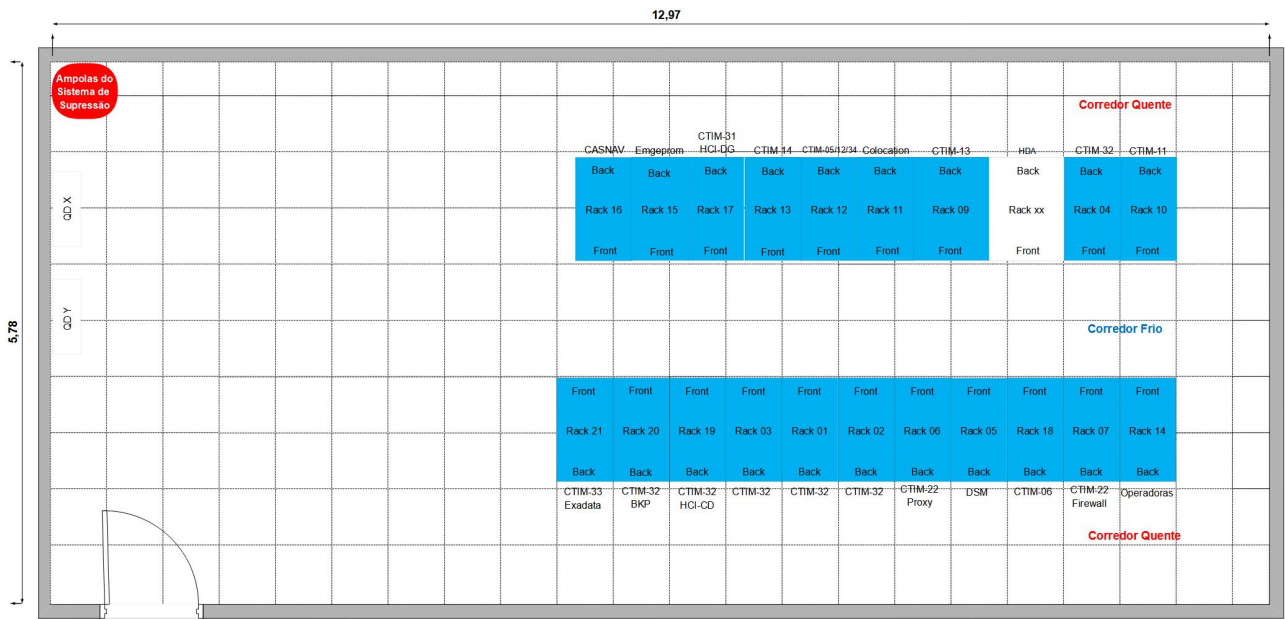 12,97
5,78
Ampolas do
Sistema de
Supressão
Corredor Quente
CTIM-31
CASNAV Emgeprom HCI-DG CTIM 14 CTIM-05/12/34 Colocation CTIM-13 HDA CTIM 32 CTIM-11
Back Back Back Back Back Back Back Back Back Back
QD X
Rack 16 Rack 15 Rack 17 Rack 13 Rack 12 Rack 11 Rack 09 Rack xx Rack 04 Rack 10
Front Front Front Front Front Front Front Front Front Front
QD Y
Corredor Frio
Front Front Front Front Front Front Front Front Front Front Front
Rack 21 Rack 20 Rack 19 Rack 03 Rack 01 Rack 02 Rack 06 Rack 05 Rack 18 Rack 07 Rack 14
Back Back Back Back Back Back Back Back Back Back Back
CTIM-33 CTIM-32 CTIM-32 CTIM-32 CTIM-32 CTIM-32 CTIM-22 DSM CTIM-06 CTIM-22 Operadoras
Exadata BKP HCI-CD Proxy Firewall
Corredor Quente